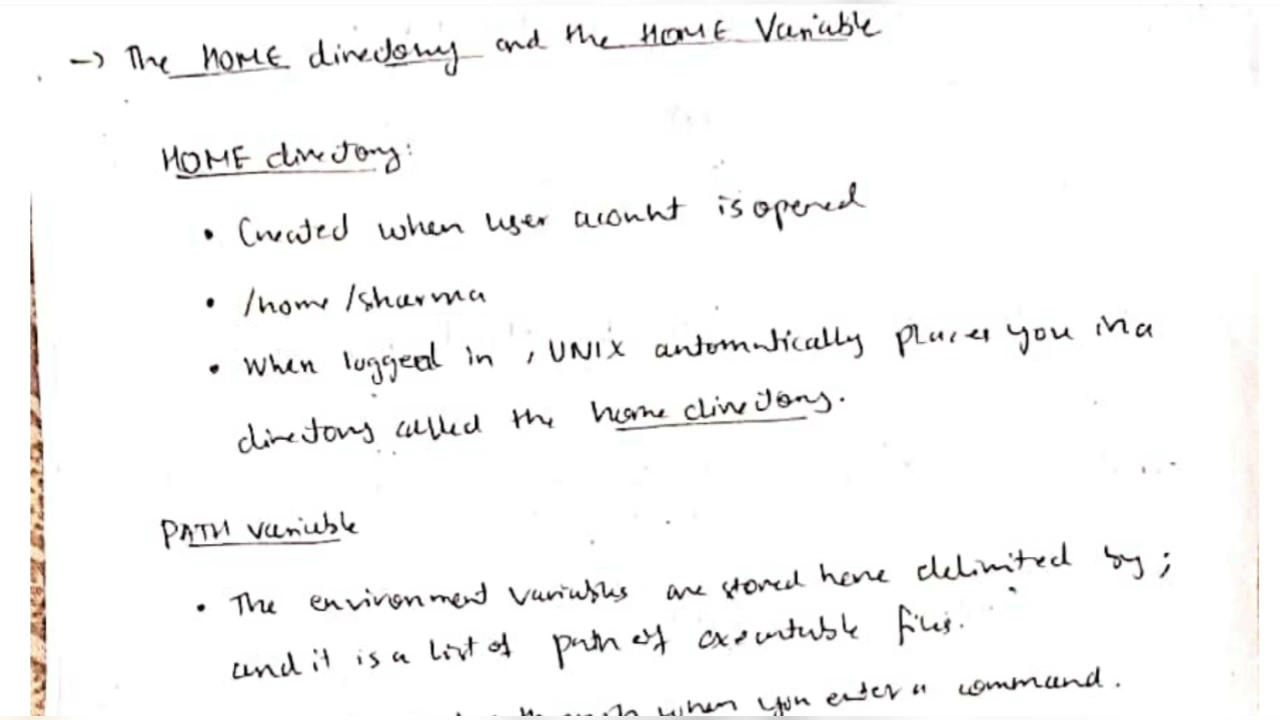 → The HOME directory and the HOME Variable
HOME directory:
• Created when user acount is opened
• /home/sharma
• When logged in, UNIX automatically places you in a
directory called the home directory.
PATH variable
• The environment variables are stored here delimited by ;
and it is a list of path of executable files.
when you enter a command.